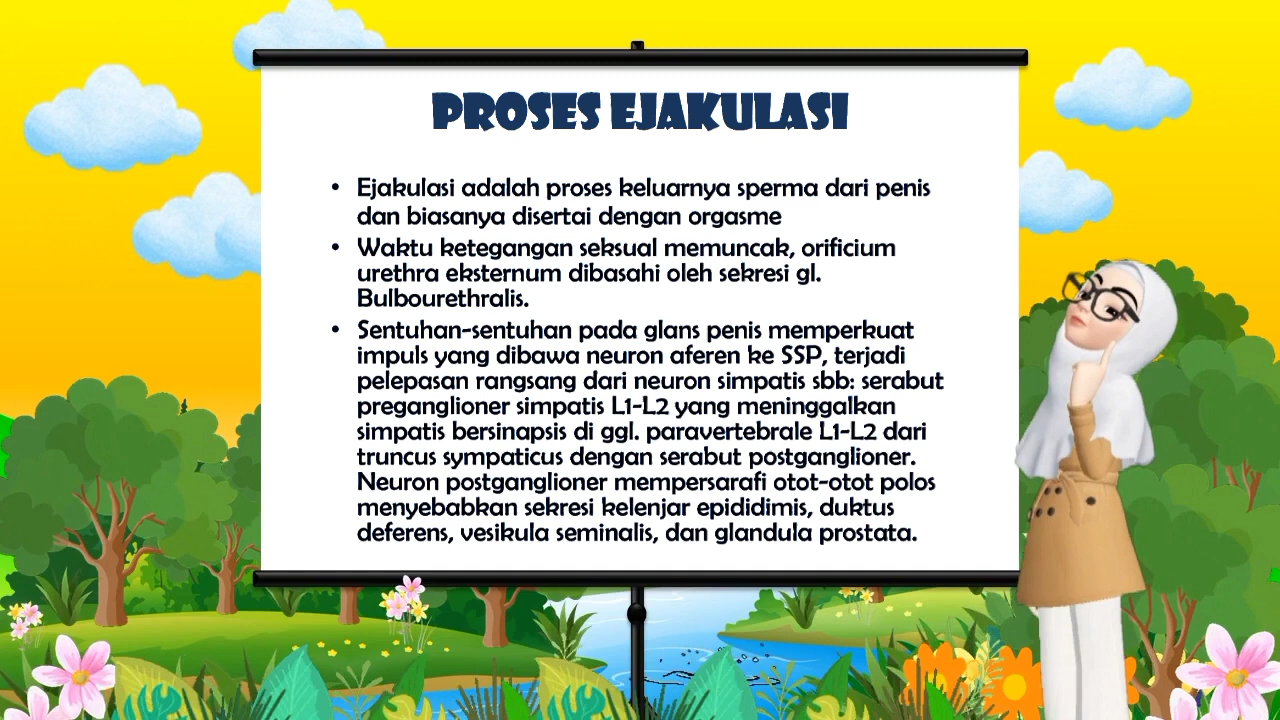 PROSES EJAKULASI
• Ejakulasi adalah proses keluarnya sperma dari penis
dan biasanya disertai dengan orgasme
• Waktu ketegangan seksual memuncak, orificium
urethra eksternum dibasahi oleh sekresi gl.
Bulbourethralis.
• Sentuhan-sentuhan pada glans penis memperkuat
impuls yang dibawa neuron aferen ke SSP, terjadi
pelepasan rangsang dari neuron simpatis sbb: serabut
preganglioner simpatis L1-L2 yang meninggalkan
simpatis bersinapsis di ggl. paravertebrale L1-L2 dari
truncus sympaticus dengan serabut postganglioner.
Neuron postganglioner mempersarafi otot-otot polos
menyebabkan sekresi kelenjar epididimis, duktus
deferens, vesikula seminalis, dan glandula prostata.